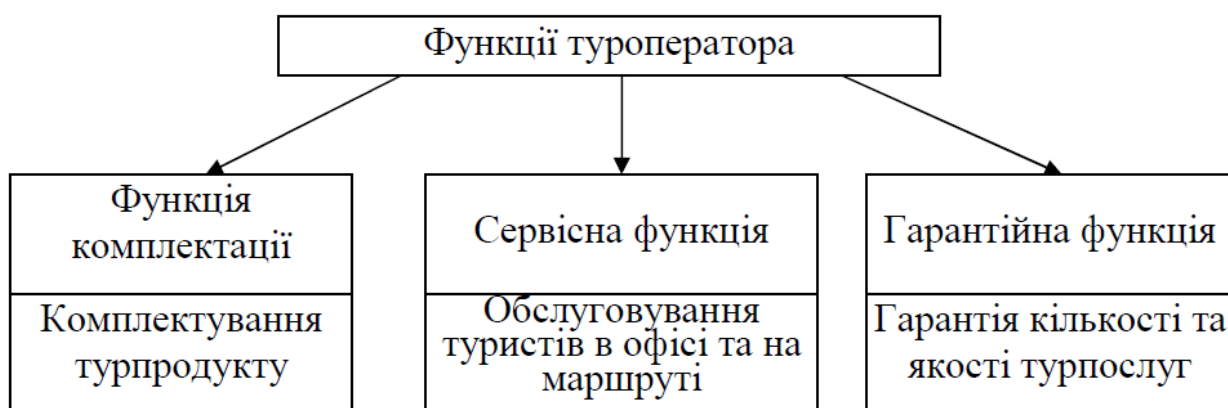 Функції туроператора
Функція
комплектації
Комплектування
турпродукту
Сервісна функція
Обслуговування
туристів в офісі та на
маршруті
Гарантійна функція
Гарантія кількості та
якості турпослуг